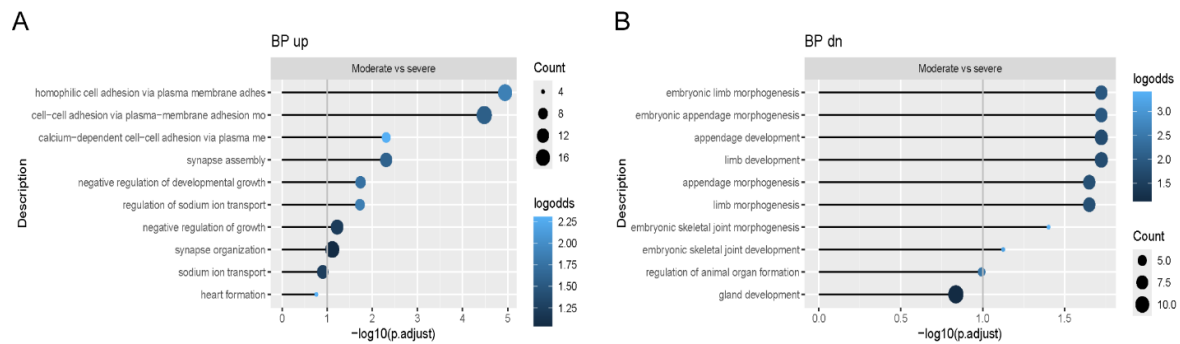 A
BP up
Moderate vs severe
homophilic cell adhesion via plasma membrane adhes
cell-cell adhesion via plasma-membrane adhesion mo
calcium-dependent cell-cell adhesion via plasma me
synapse assembly
negative regulation of developmental growth
regulation of sodium ion transport
negative regulation of growth
synapse organization
sodium ion transport
heart formation
Description
0 1 2 3 4 5
−log10(p.adjust)
Count
4
8
12
16
logodds
2.25
2.00
1.75
1.50
1.25
B
BP dn
Moderate vs severe
embryonic limb morphogenesis
embryonic appendage morphogenesis
appendage development
limb development
appendage morphogenesis
limb morphogenesis
embryonic skeletal joint morphogenesis
embryonic skeletal joint development
regulation of animal organ formation
gland development
Description
0.0 0.5 1.0 1.5
−log10(p.adjust)
logodds
3.0
2.5
2.0
1.5
Count
5.0
7.5
10.0